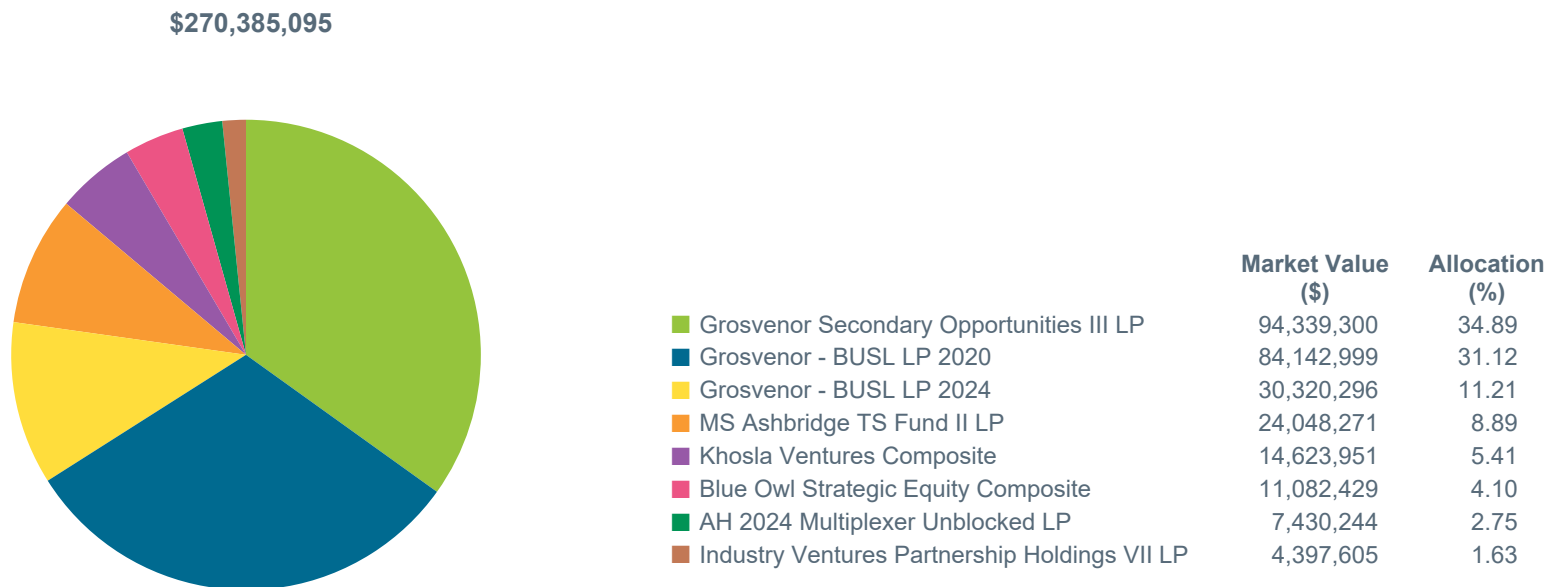 $270,385,095
Market Value Allocation
($) (%)
Grosvenor Secondary Opportunities III LP 94,339,300 34.89
Grosvenor - BUSL LP 2020 84,142,999 31.12
Grosvenor - BUSL LP 2024 30,320,296 11.21
MS Ashbridge TS Fund II LP 24,048,271 8.89
Khosla Ventures Composite 14,623,951 5.41
Blue Owl Strategic Equity Composite 11,082,429 4.10
AH 2024 Multiplexer Unblocked LP 7,430,244 2.75
Industry Ventures Partnership Holdings VII LP 4,397,605 1.63